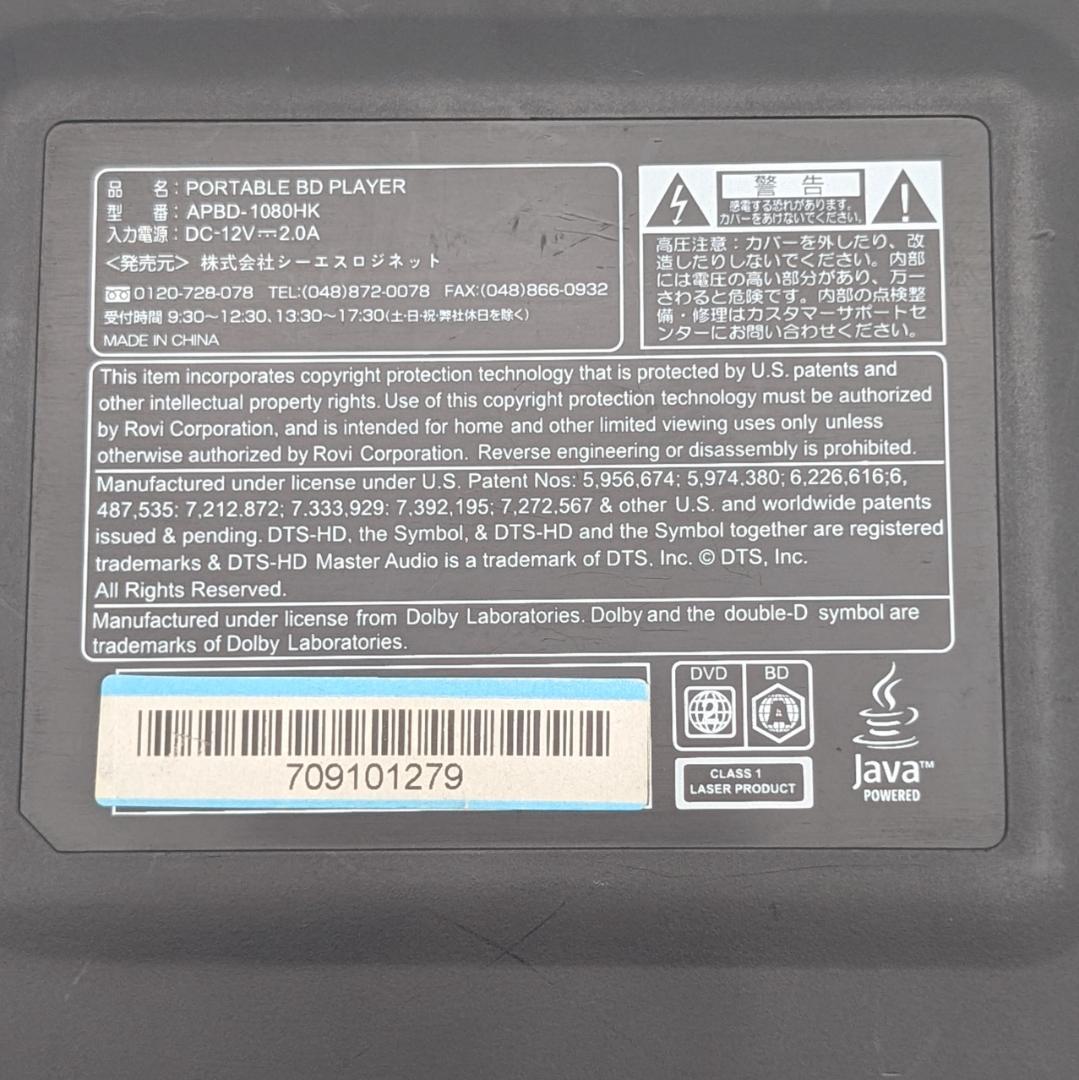 品　名：PORTABLE BD PLAYER
型　番：APBD-1080HK
入力電源：DC-12V⎓2.0A
<発売元> 株式会社シーエスロジネット
0120-728-078 TEL:(048)872-0078 FAX:(048)866-0932
受付時間 9:30～12:30、13:30～17:30(土・日・祝・弊社休日を除く)
MADE IN CHINA
警告
感電する恐れがあります。
カバーをあけないでください。
高圧注意：カバーを外したり、改
造したりしないでください。内部
には電圧の高い部分があり、万一
さわると危険です。内部の点検整
備・修理はカスタマーサポートセ
ンターにお問い合わせください。
This item incorporates copyright protection technology that is protected by U.S. patents and
other intellectual property rights. Use of this copyright protection technology must be authorized
by Rovi Corporation, and is intended for home and other limited viewing uses only unless
otherwise authorized by Rovi Corporation. Reverse engineering or disassembly is prohibited.
Manufactured under license under U.S. Patent Nos: 5,956,674; 5,974.380; 6,226,616;6,
487,535: 7,212.872; 7.333,929: 7.392,195; 7,272,567 & other U.S. and worldwide patents
issued & pending. DTS-HD, the Symbol, & DTS-HD and the Symbol together are registered
trademarks & DTS-HD Master Audio is a trademark of DTS, Inc. © DTS, Inc.
All Rights Reserved.
Manufactured under license from Dolby Laboratories. Dolby and the double-D symbol are
trademarks of Dolby Laboratories.
709101279
DVD BD
2 A
CLASS 1
LASER PRODUCT
Java™
POWERED